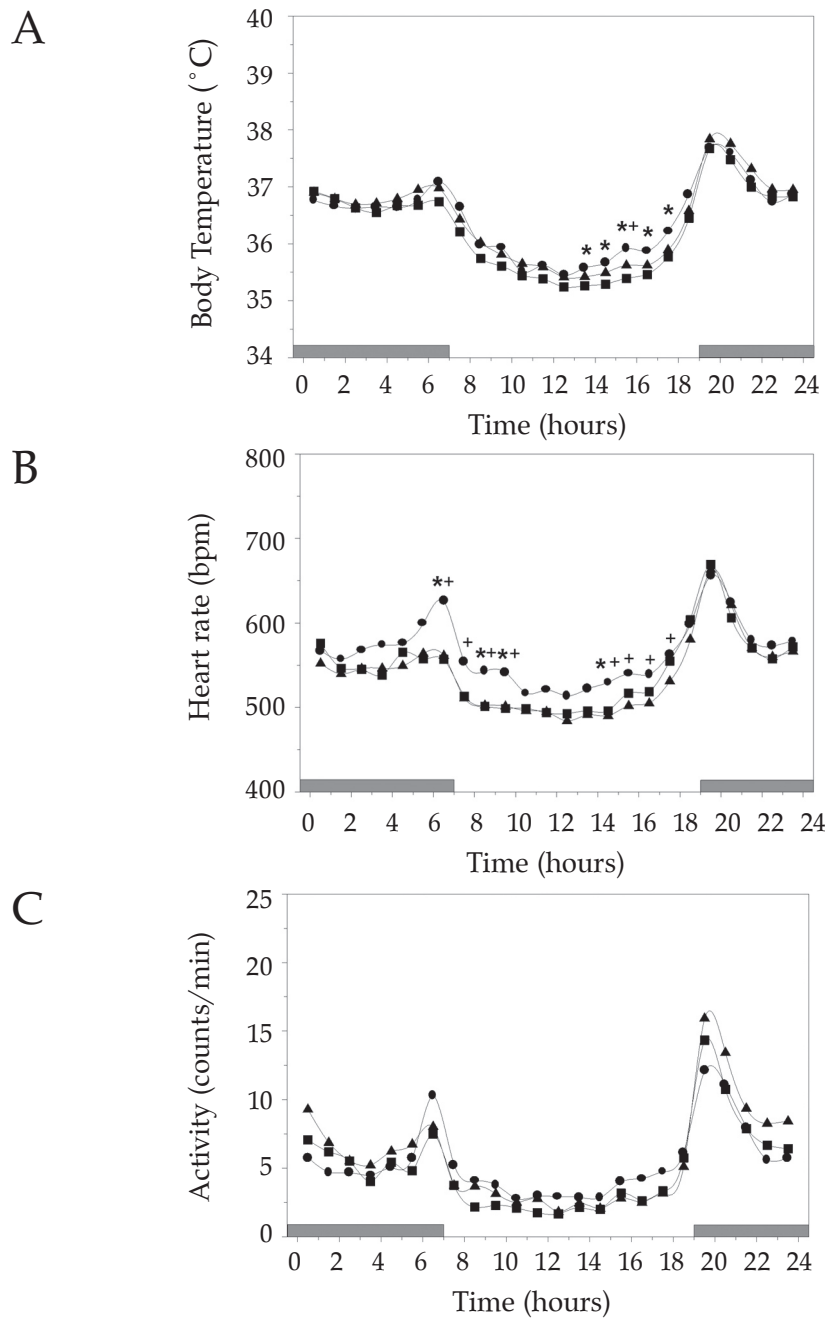 A
Body Temperature (°C)
40
39
38
37
36
35
34
* * *+ * *
0 2 4 6 8 10 12 14 16 18 20 22 24
Time (hours)
B
Heart rate (bpm)
800
700
600
500
400
*+ + *+ *+ *+ + + +
0 2 4 6 8 10 12 14 16 18 20 22 24
Time (hours)
C
Activity (counts/min)
25
20
15
10
5
0
0 2 4 6 8 10 12 14 16 18 20 22 24
Time (hours)